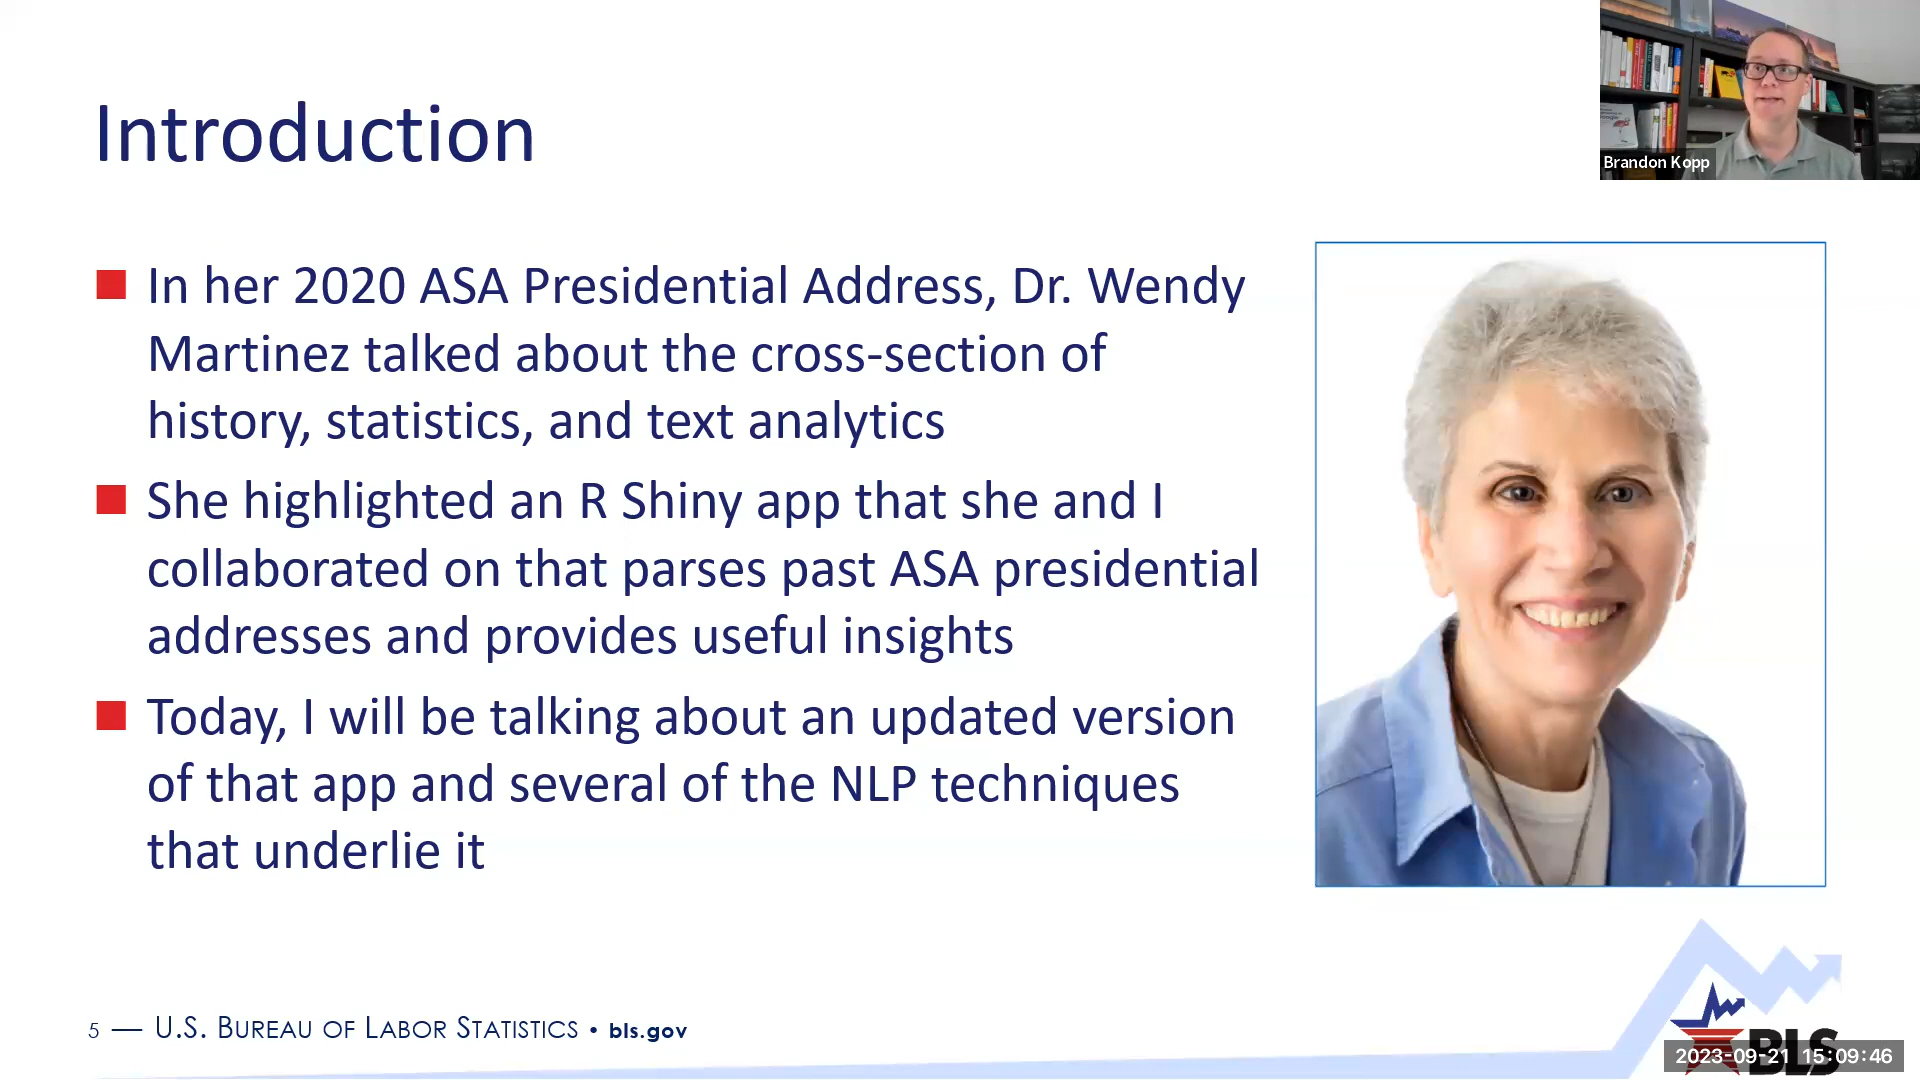 Introduction
Brandon Kopp
In her 2020 ASA Presidential Address, Dr. Wendy
Martinez talked about the cross-section of
history, statistics, and text analytics
She highlighted an R Shiny app that she and I
collaborated on that parses past ASA presidential
addresses and provides useful insights
Today, I will be talking about an updated version
of that app and several of the NLP techniques
that underlie it
5 — U.S. BUREAU OF LABOR STATISTICS • bls.gov
BLS
2023-09-21 15:09:46